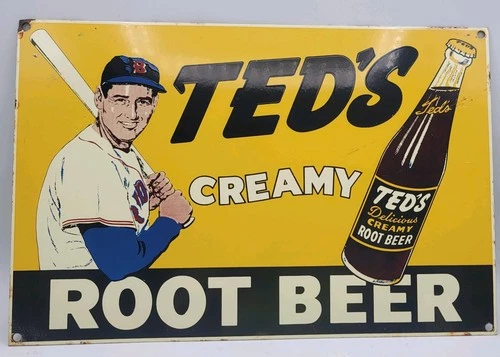 B
TED'S
CREAMY
ROOT BEER
Ted's
TED'S
Delicious
CREAMY
ROOT BEER